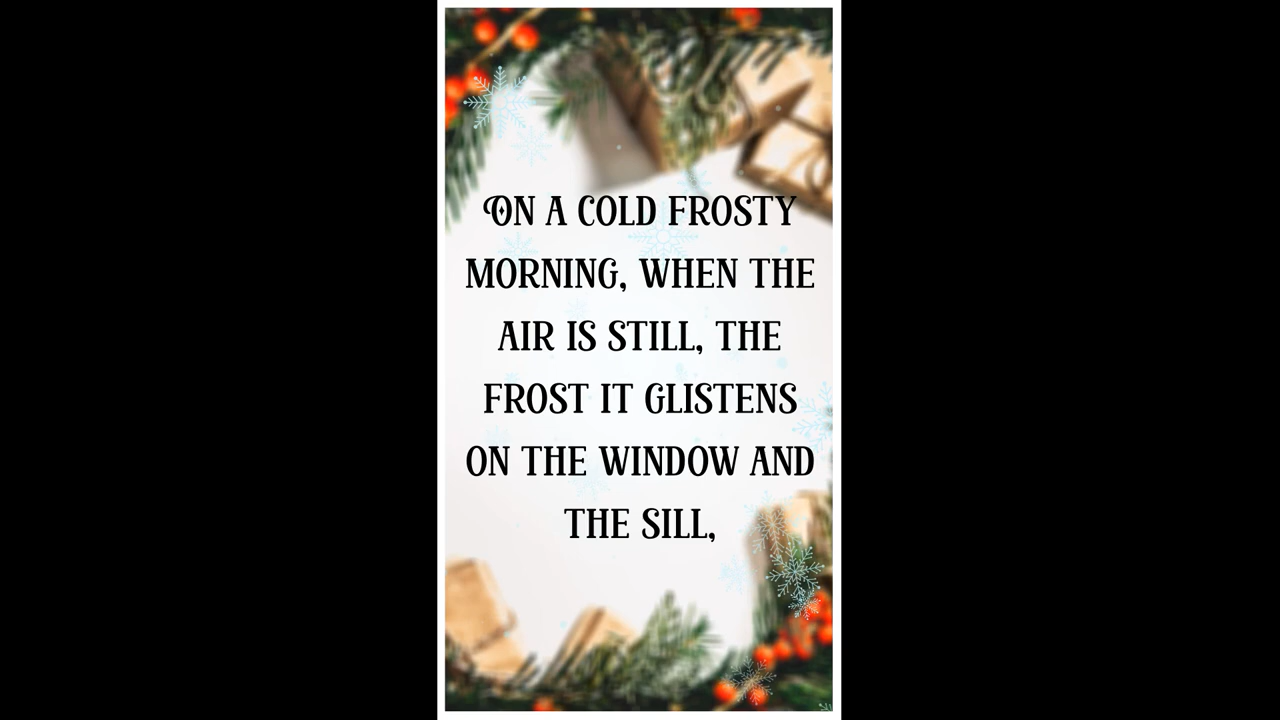 ON A COLD FROSTY
MORNING, WHEN THE
AIR IS STILL, THE
FROST IT GLISTENS
ON THE WINDOW AND
THE SILL,